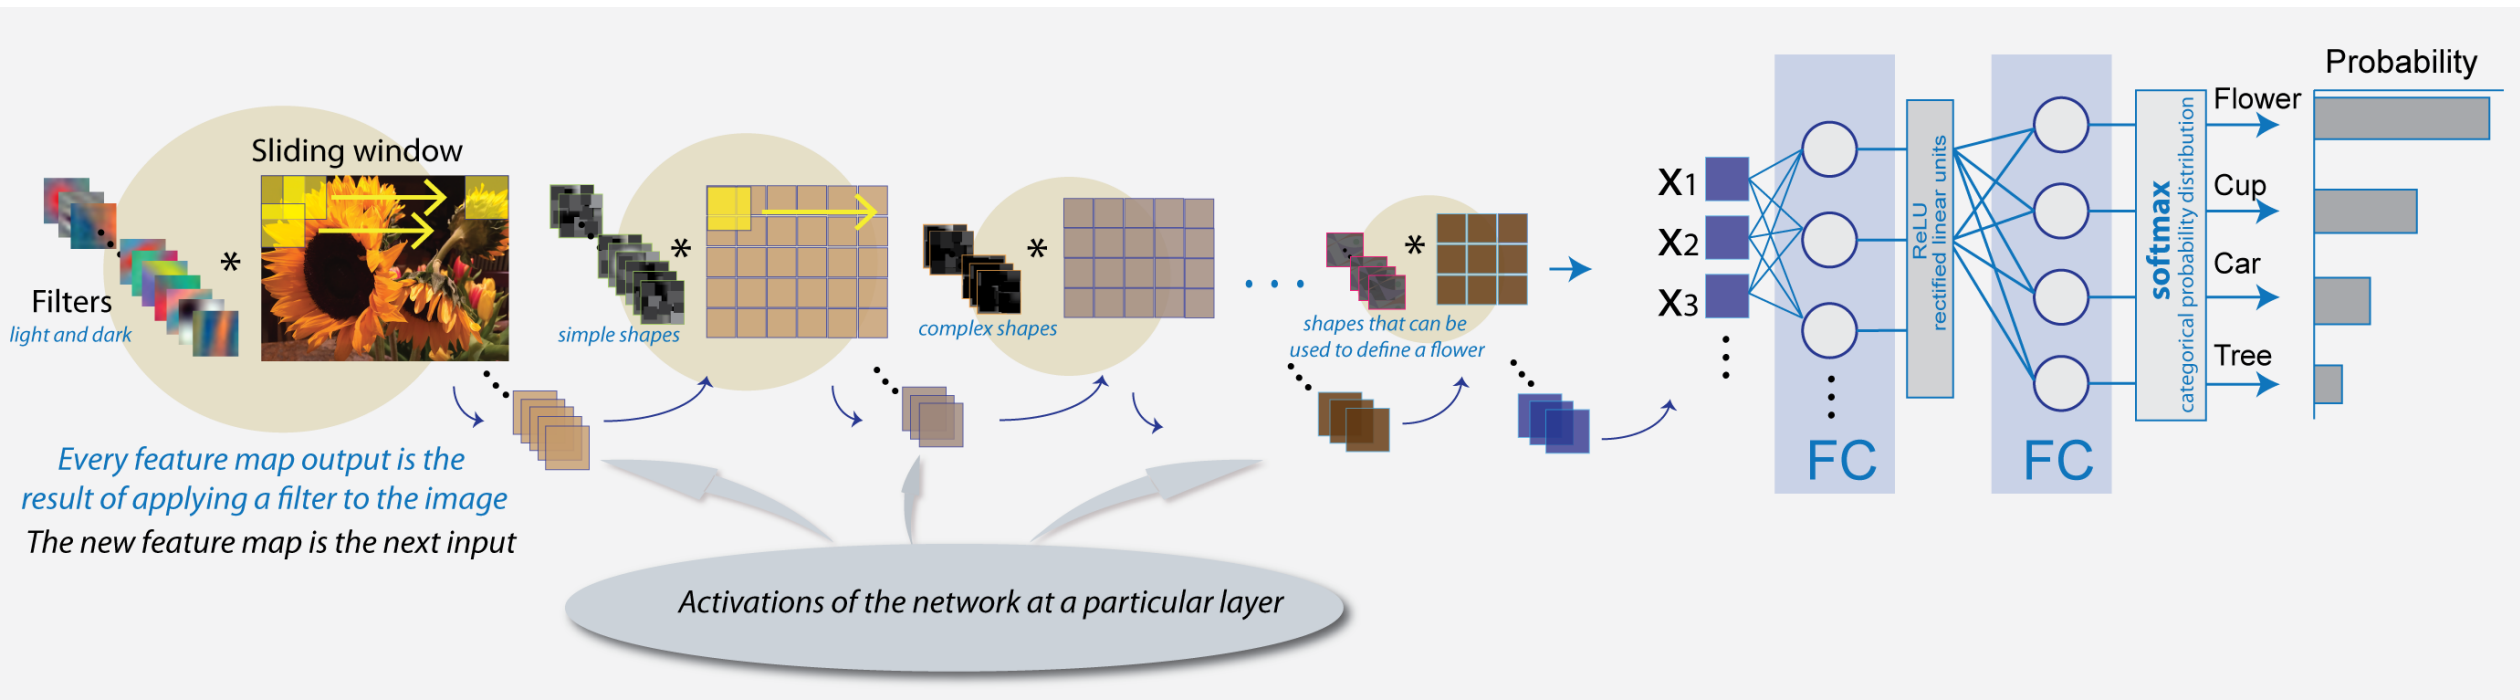 Sliding window
Filters
light and dark
*
Every feature map output is the
result of applying a filter to the image
The new feature map is the next input
simple shapes
*
complex shapes
*
shapes that can be
used to define a flower
*
Activations of the network at a particular layer
X1
X2
X3
FC
ReLU
rectified linear units
FC
softmax
categorical probability distribution
Probability
Flower
Cup
Car
Tree